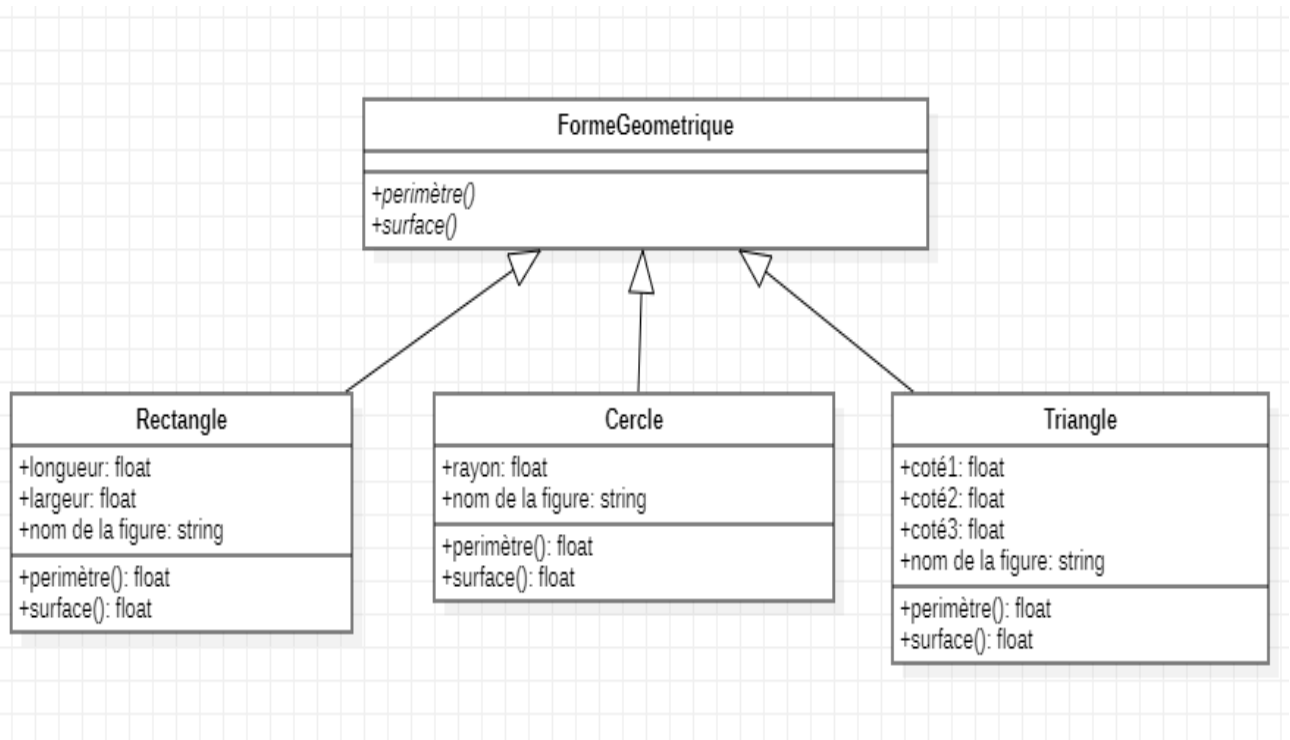 FormeGeometrique
+perimètre()
+surface()
Rectangle
+longueur: float
+largeur: float
+nom de la figure: string
+perimètre(): float
+surface(): float
Cercle
+rayon: float
+nom de la figure: string
+perimètre(): float
+surface(): float
Triangle
+coté1: float
+coté2: float
+coté3: float
+nom de la figure: string
+perimètre(): float
+surface(): float